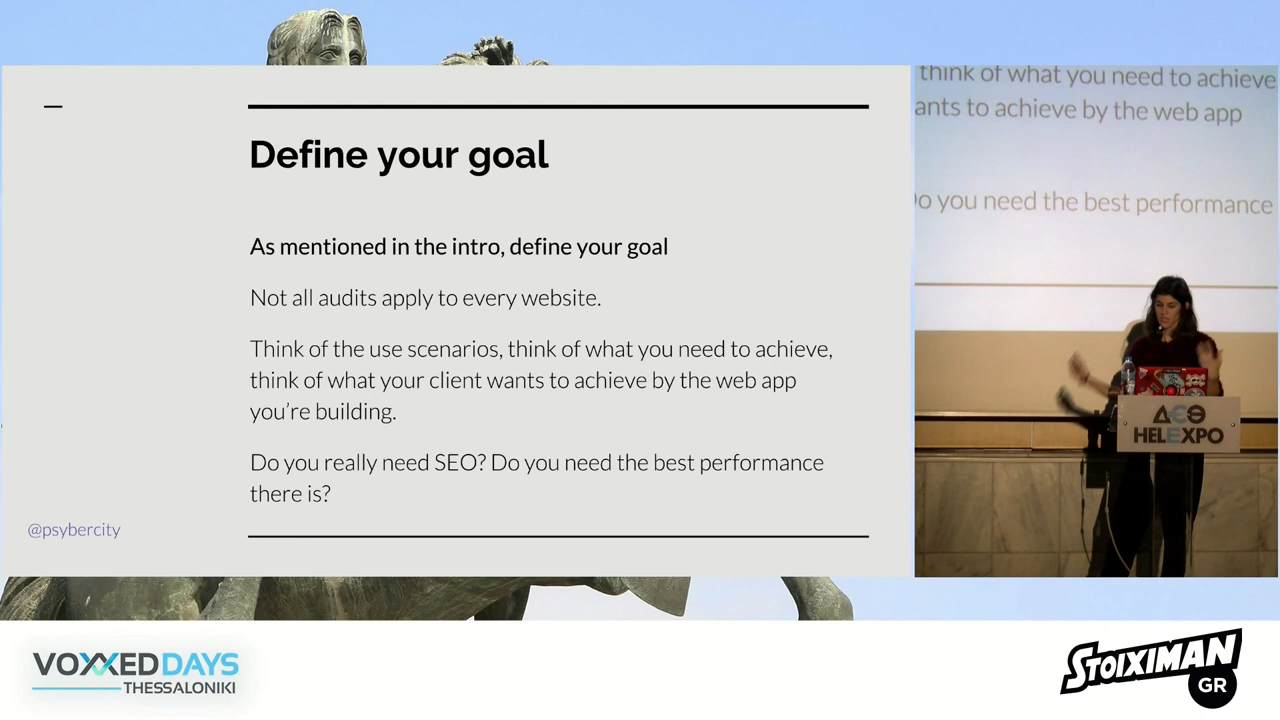 Define your goal
As mentioned in the intro, define your goal
Not all audits apply to every website.
Think of the use scenarios, think of what you need to achieve,
think of what your client wants to achieve by the web app
you're building.
Do you really need SEO? Do you need the best performance
there is?
@psybercity
think of what you need to achieve
ants to achieve by the web app
o you need the best performance
ΔΕΘ
HELEXPO
VOXXED DAYS
THESSALONIKI
STOIXIMAN
GR